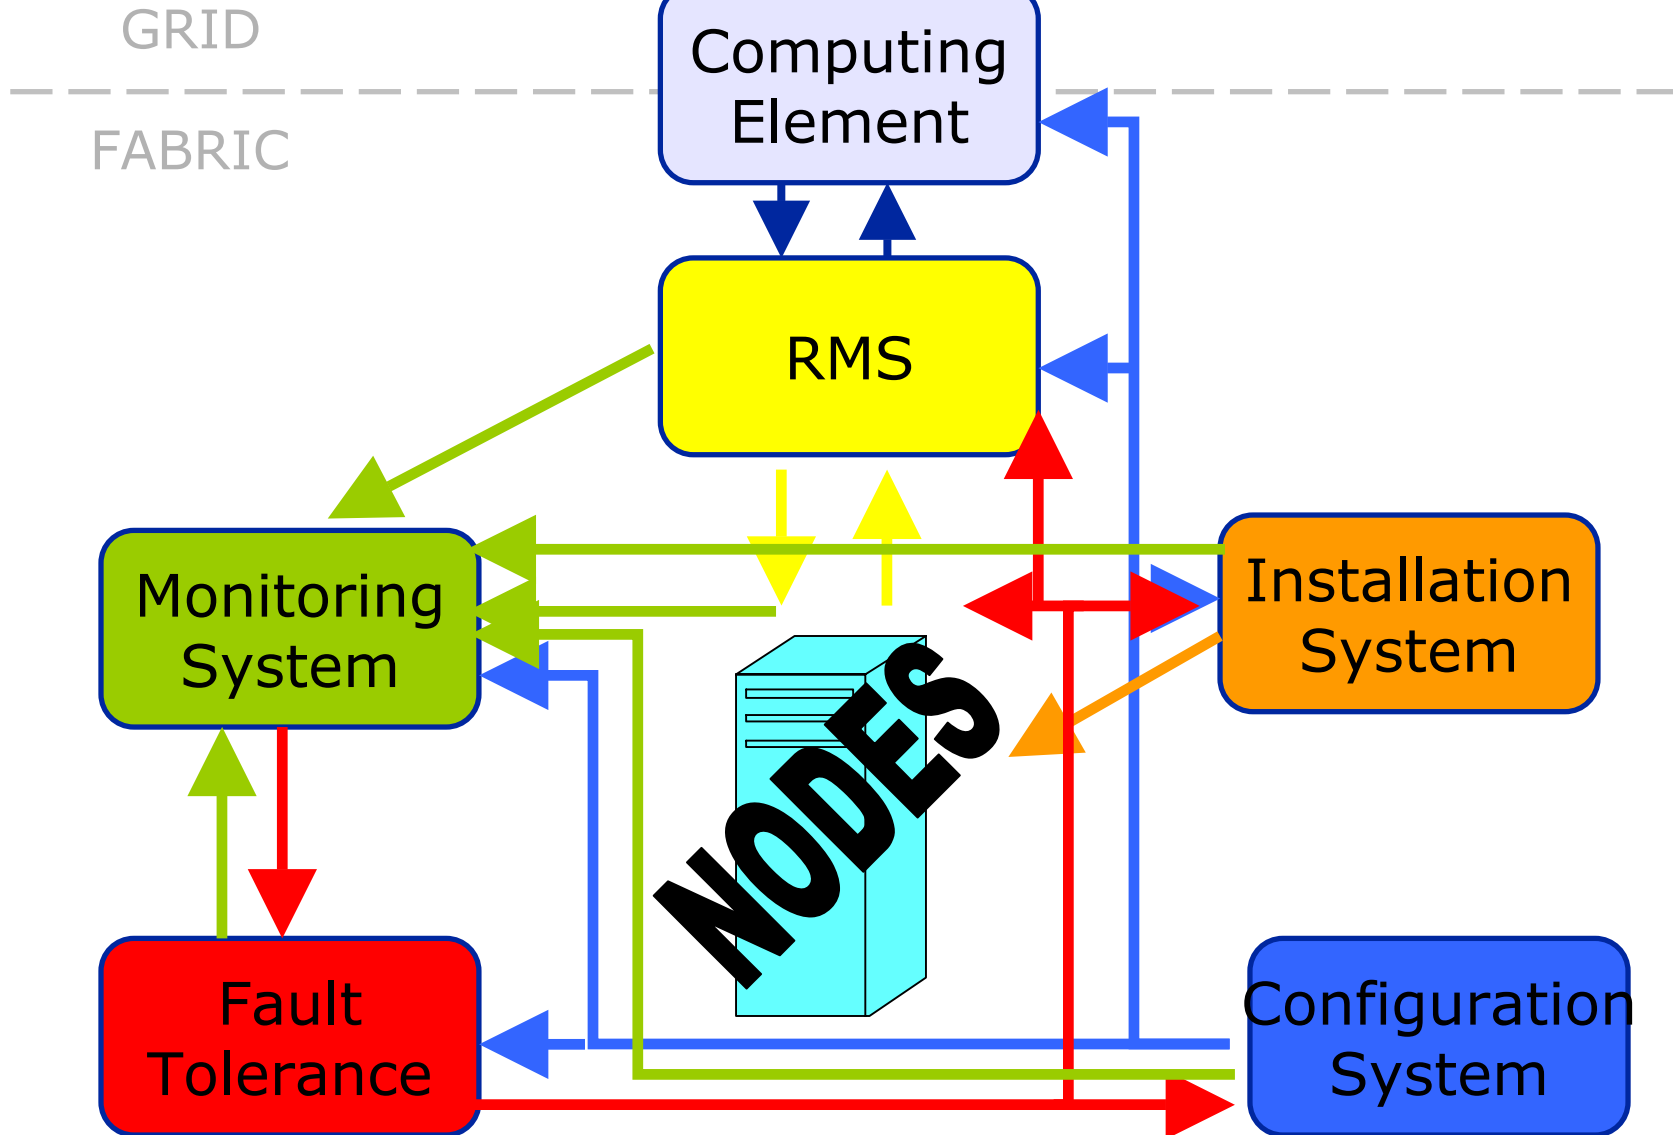 GRID
Computing
Element
FABRIC
RMS
Monitoring
System
Installation
System
NODES
Fault
Tolerance
Configuration
System